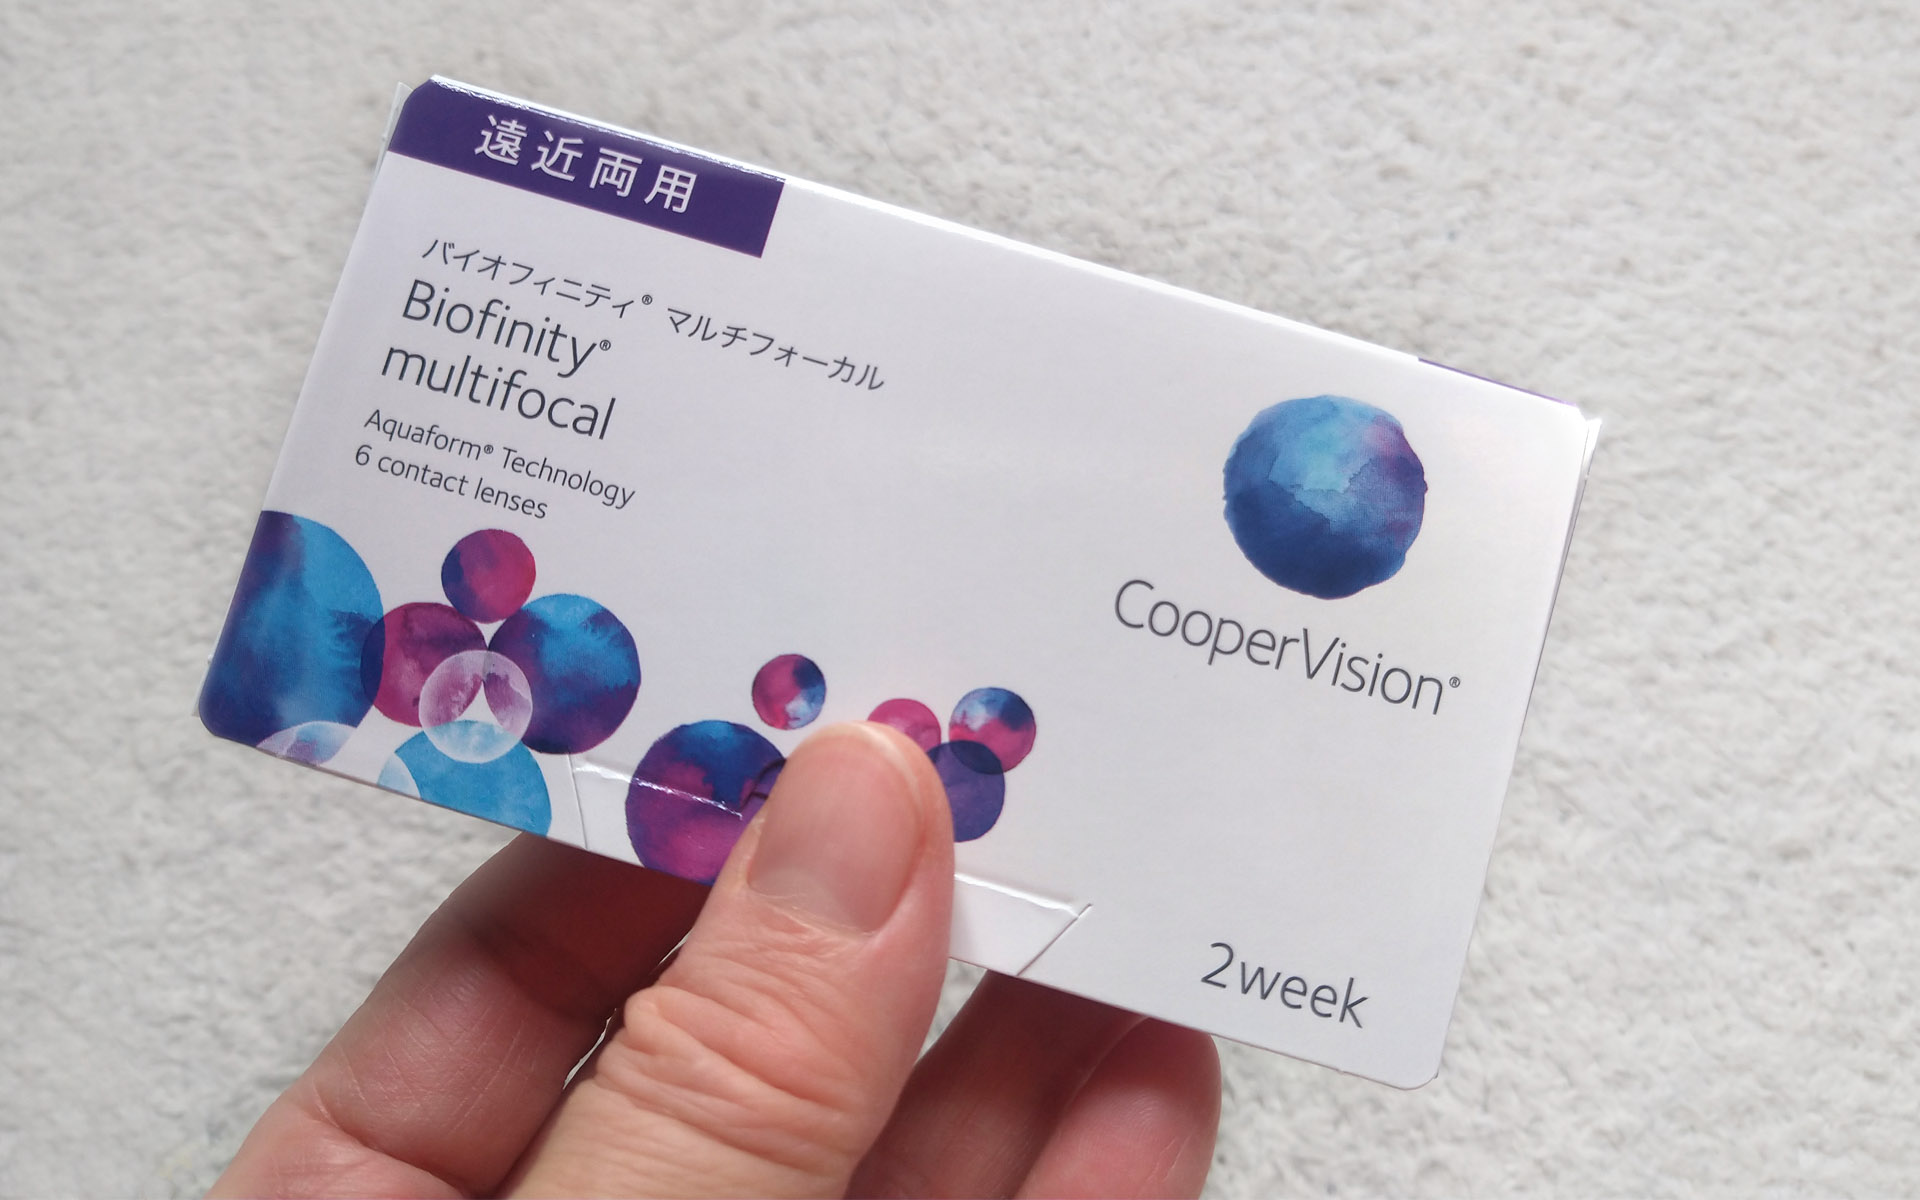 遠近両用
バイオフィニティ® マルチフォーカル
Biofinity®
multifocal
Aquaform® Technology
6 contact lenses
CooperVision®
2week